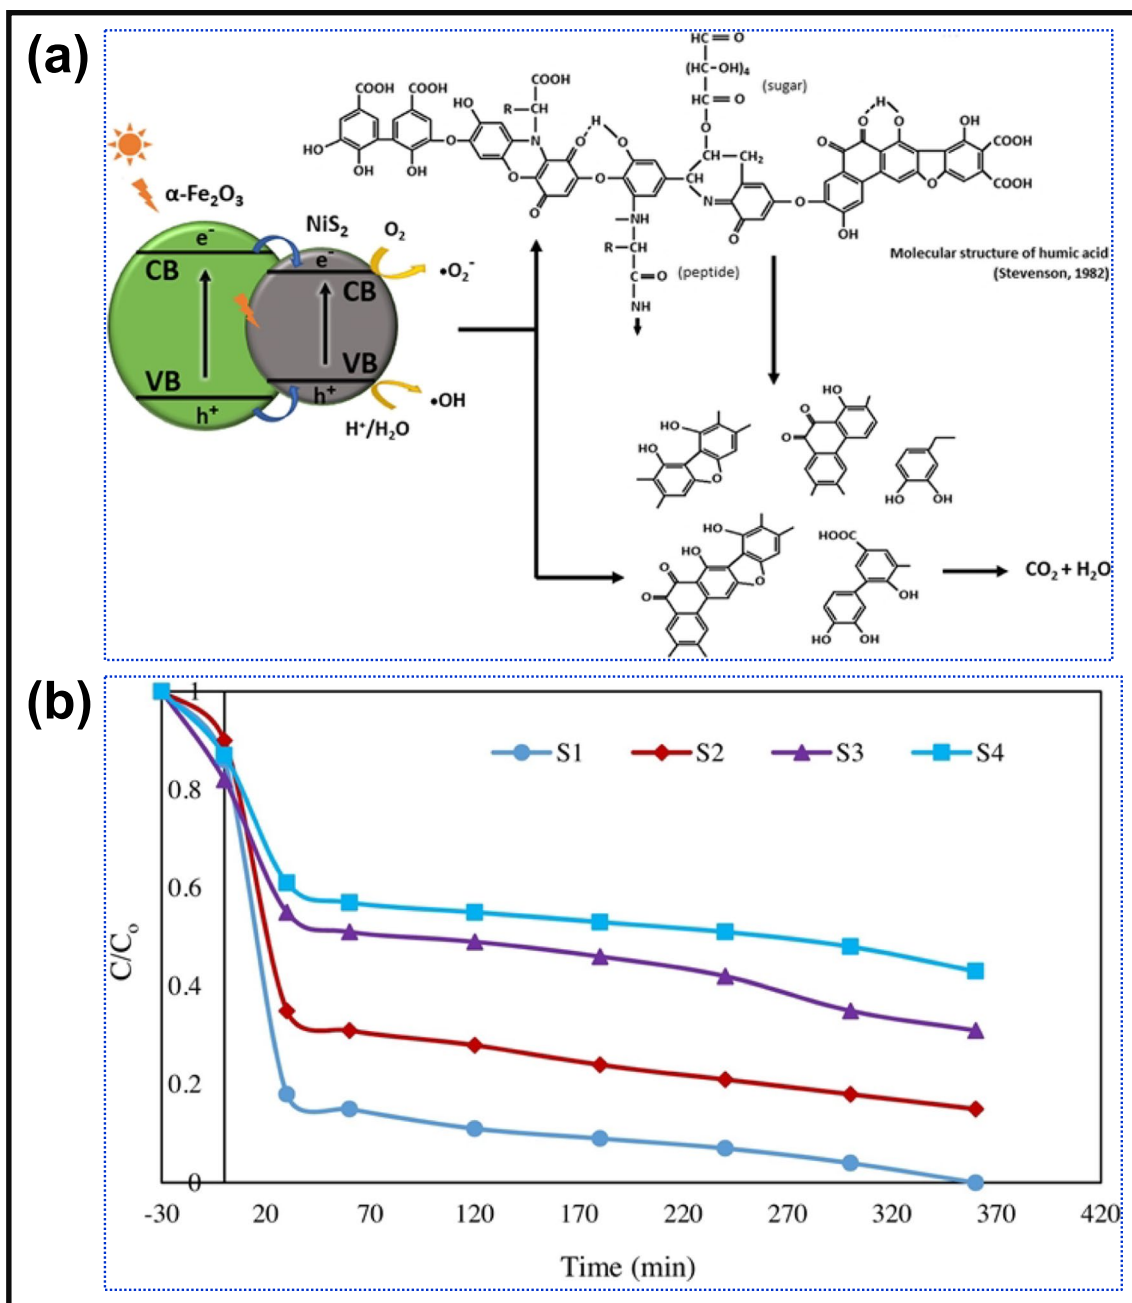 (a)
HC=O
(HC-OH)₄
(sugar)
HC=O
O
COOH
R-CH
COOH
COOH
HO
N
O
H
HO
O
CH
CH₂
O
H
O
OH
COOH
COOH
HO
OH
OH
O
O
O
O
CH
N
O
O
O
OH
O
NH
R-CH
C=O
NH
(peptide)
Molecular structure of humic acid
(Stevenson, 1982)
α-Fe₂O₃
NiS₂
e⁻
CB
VB
h⁺
e⁻
CB
VB
h⁺
O₂
•O₂⁻
•OH
H⁺/H₂O
HO
HO
O
HO
O
O
HO
OH
HO
HO
O
O
O
HOOC
OH
HO
OH
CO₂ + H₂O
(b)
S1 S2 S3 S4
1
0.8
0.6
0.4
0.2
0
C/Cₒ
-30 20 70 120 170 220 270 320 370 420
Time (min)